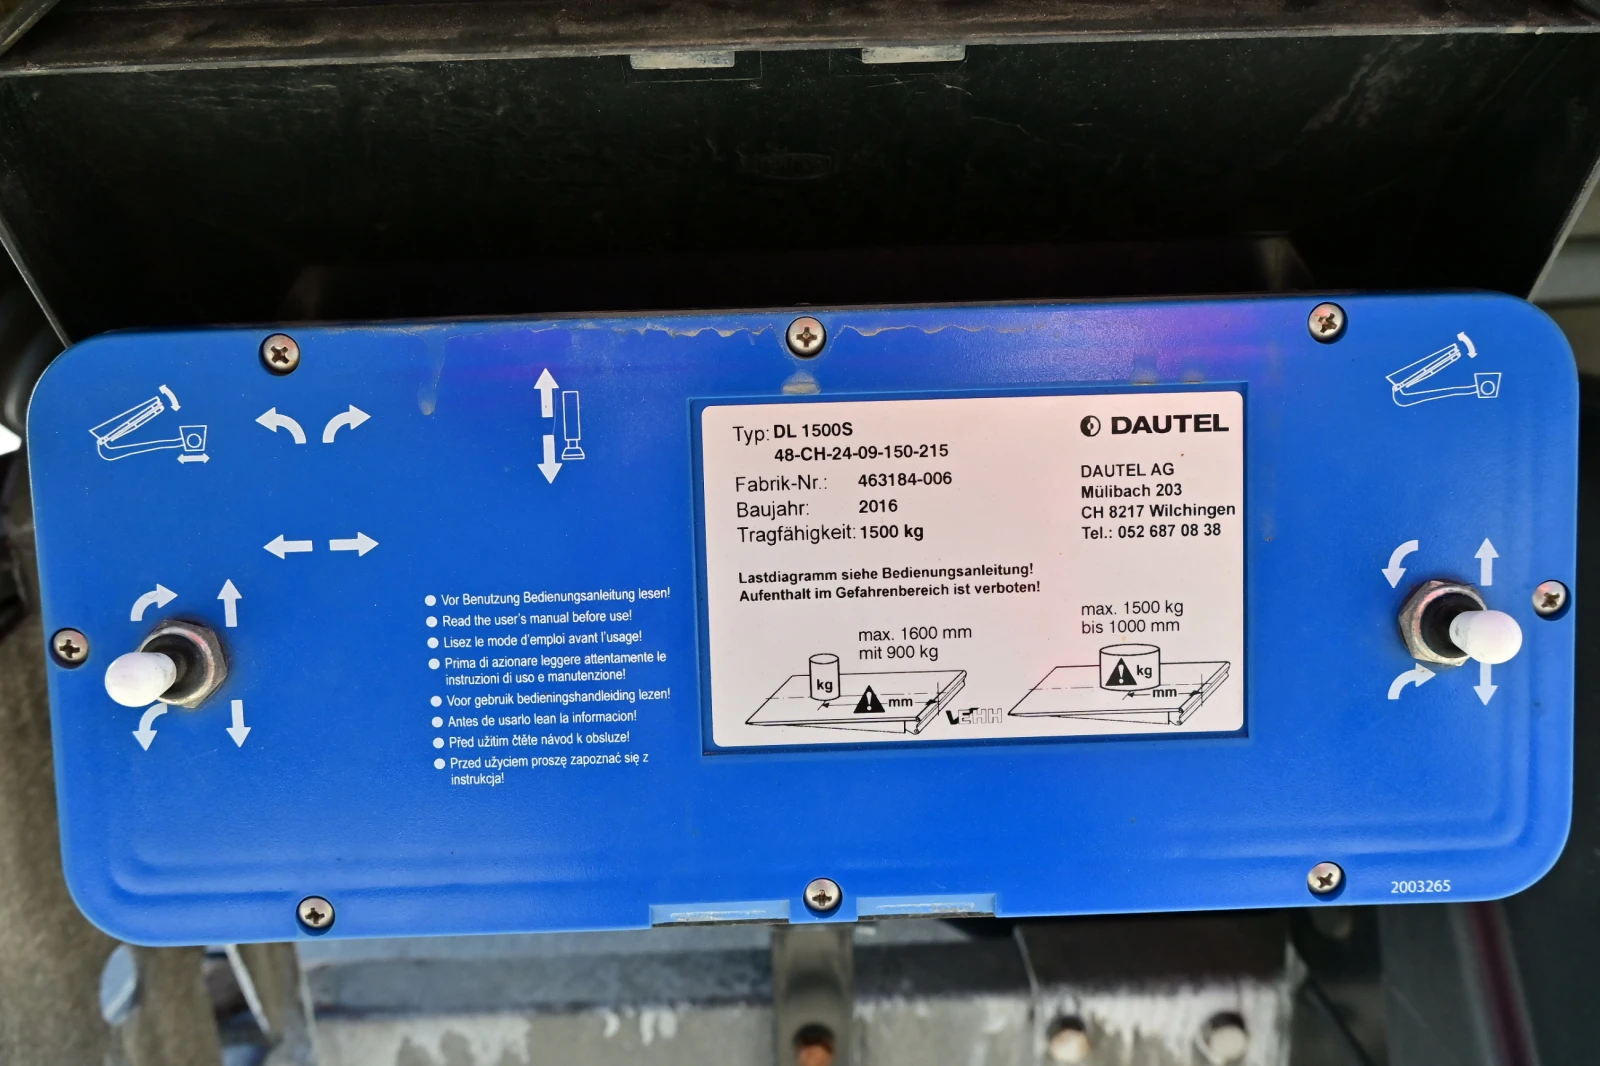 Typ: DL 1500S
48-CH-24-09-150-215
Fabrik-Nr.: 463184-006
Baujahr: 2016
Tragfähigkeit: 1500 kg
DAUTEL
DAUTEL AG
Mülibach 203
CH 8217 Wilchingen
Tel.: 052 687 08 38
Lastdiagramm siehe Bedienungsanleitung!
Aufenthalt im Gefahrenbereich ist verboten!
max. 1600 mm
mit 900 kg
kg
mm
max. 1500 kg
bis 1000 mm
kg
mm
Vor Benutzung Bedienungsanleitung lesen!
Read the user's manual before use!
Lisez le mode d'emploi avant l'usage!
Prima di azionare leggere attentamente le
instruzioni di uso e manutenzione!
Voor gebruik bedieningshandleiding lezen!
Antes de usarlo lean la informacion!
Před užitim čtěte návod k obsluze!
Przed użyciem proszę zapoznać się z
instrukcja!
2003265